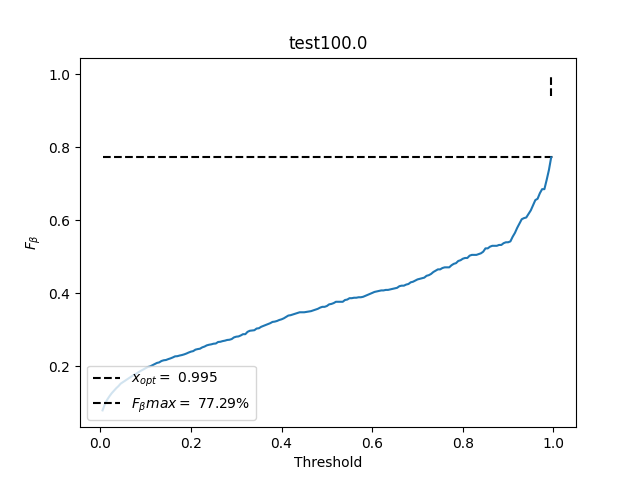 test100.0
1.0
0.8
0.6
0.4
0.2
F_β
x_opt = 0.995
F_β max = 77.29%
0.0 0.2 0.4 0.6 0.8 1.0
Threshold